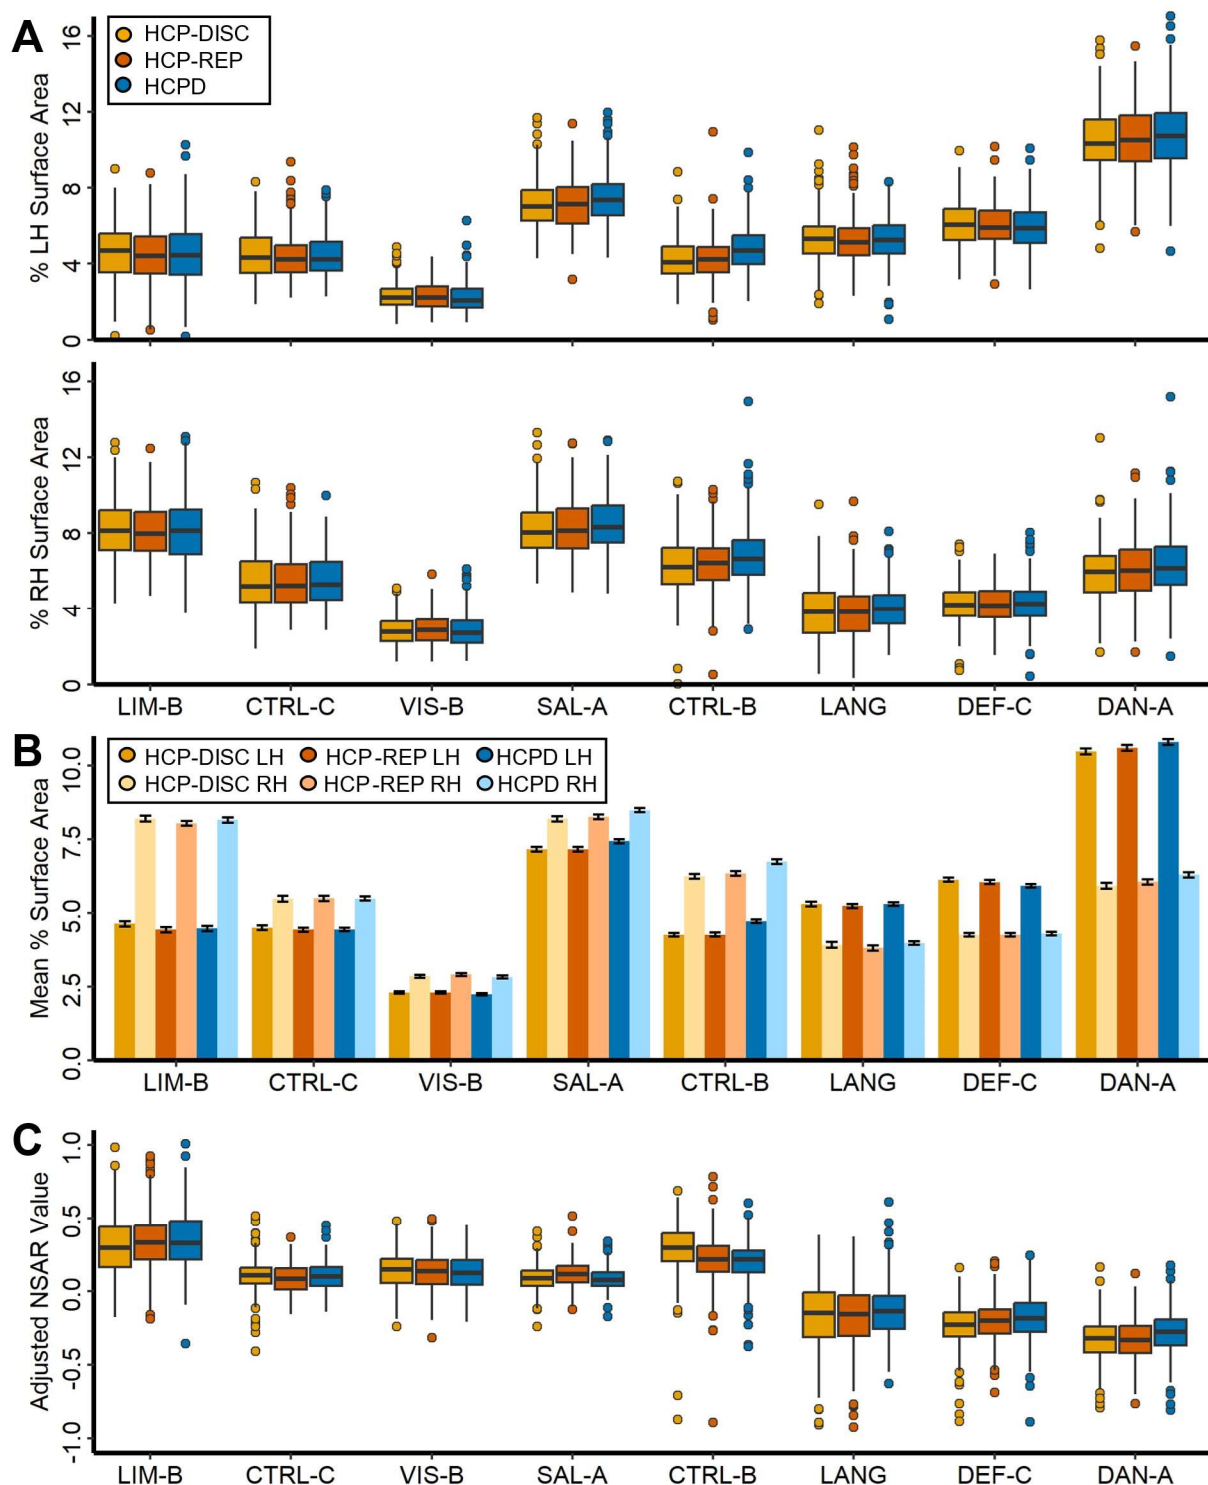 A
HCP-DISC
HCP-REP
HCPD
% LH Surface Area
16
12
8
4
0
% RH Surface Area
16
12
8
4
0
LIM-B CTRL-C VIS-B SAL-A CTRL-B LANG DEF-C DAN-A
B
HCP-DISC LH HCP-REP LH HCPD LH
HCP-DISC RH HCP-REP RH HCPD RH
Mean % Surface Area
10.0
7.5
5.0
2.5
0.0
LIM-B CTRL-C VIS-B SAL-A CTRL-B LANG DEF-C DAN-A
C
Adjusted NSAR Value
1.0
0.5
0.0
-0.5
-1.0
LIM-B CTRL-C VIS-B SAL-A CTRL-B LANG DEF-C DAN-A